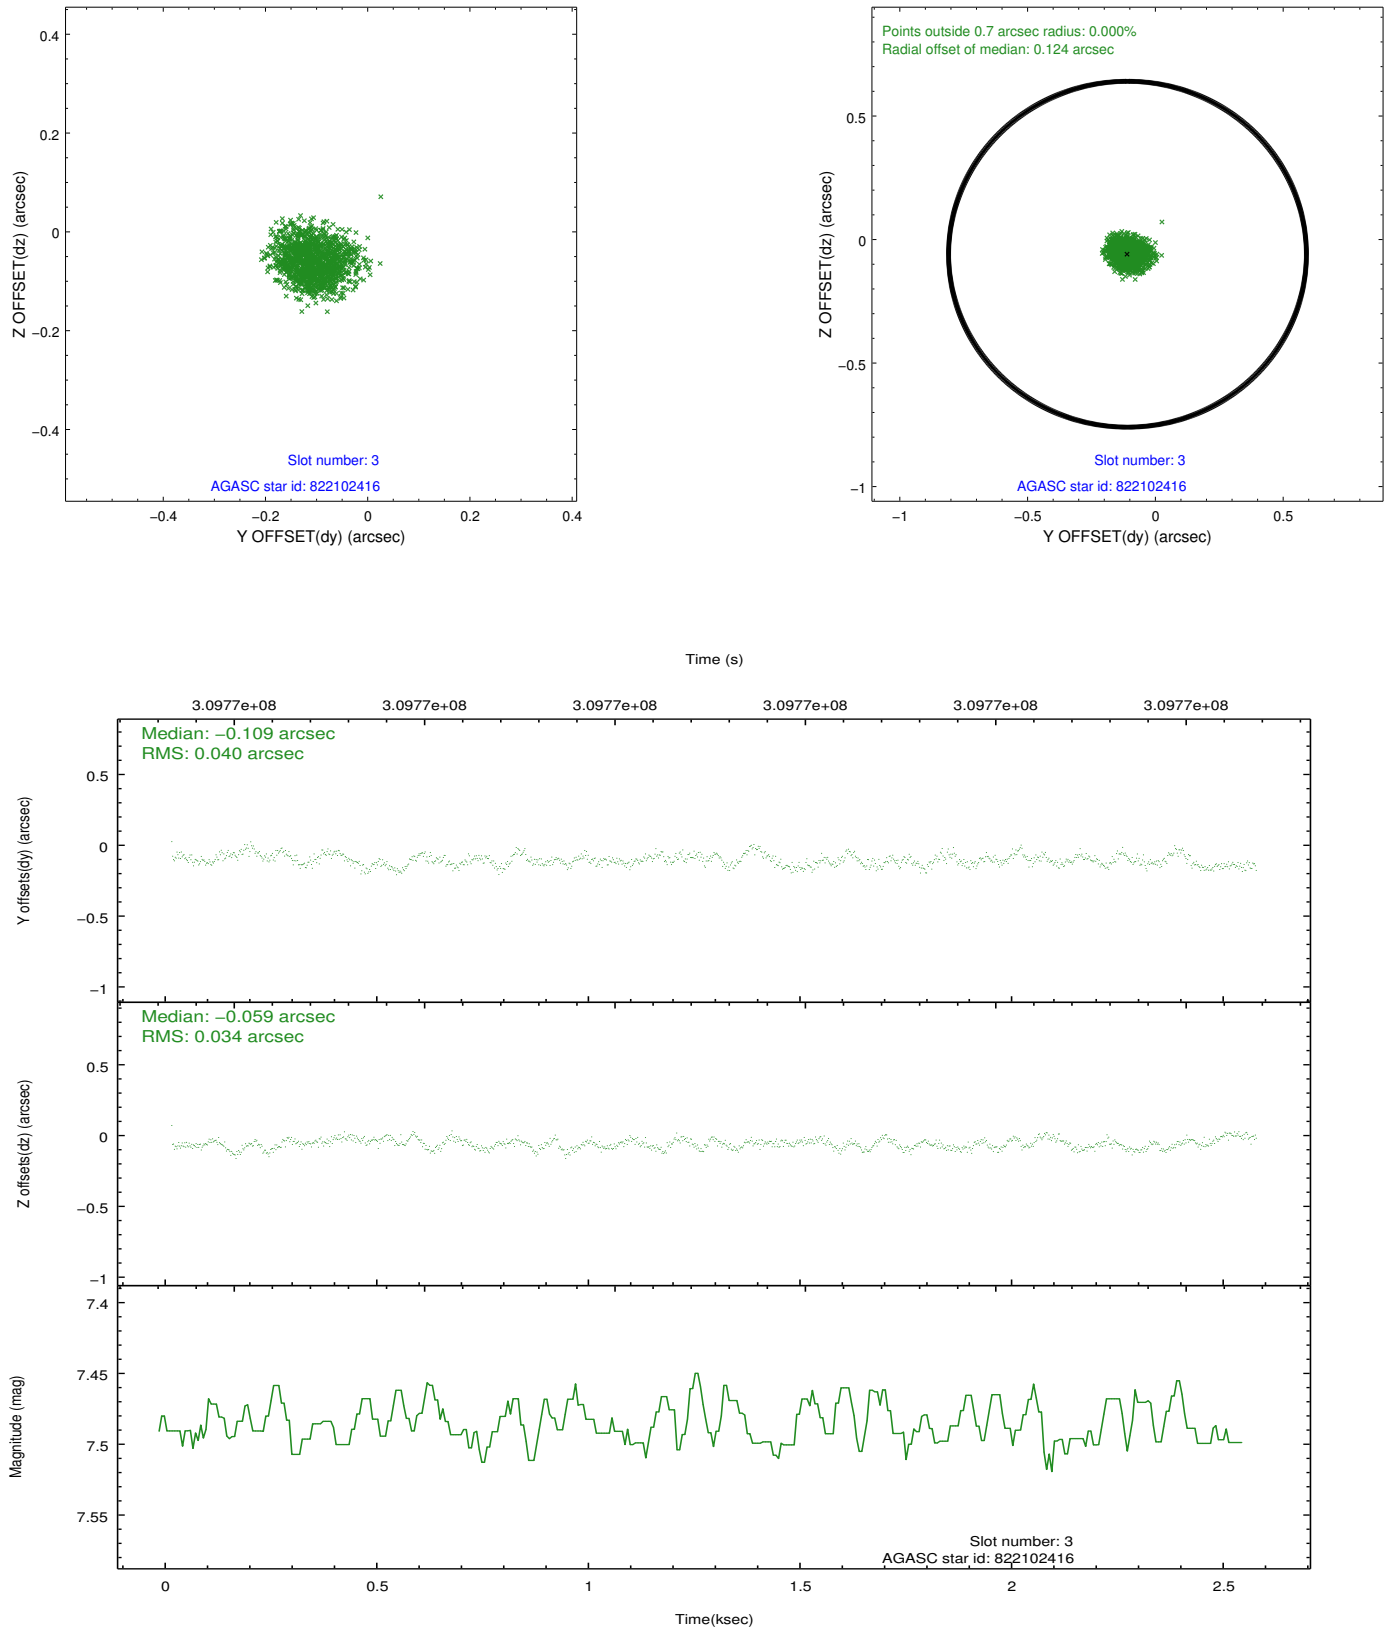 0.4
0.2
0
−0.2
−0.4
Z OFFSET(dz) (arcsec)
Slot number: 3
AGASC star id: 822102416
−0.4 −0.2 0 0.2 0.4
Y OFFSET(dy) (arcsec)
Points outside 0.7 arcsec radius: 0.000%
Radial offset of median: 0.124 arcsec
0.5
0
−0.5
−1
Z OFFSET(dz) (arcsec)
Slot number: 3
AGASC star id: 822102416
−1 −0.5 0 0.5
Y OFFSET(dy) (arcsec)
Time (s)
3.0977e+08 3.0977e+08 3.0977e+08 3.0977e+08 3.0977e+08 3.0977e+08
Median: −0.109 arcsec
RMS: 0.040 arcsec
0.5
0
−0.5
−1
Y offsets(dy) (arcsec)
Median: −0.059 arcsec
RMS: 0.034 arcsec
0.5
0
−0.5
−1
Z offsets(dz) (arcsec)
7.4
7.45
7.5
7.55
Magnitude (mag)
Slot number: 3
AGASC star id: 822102416
0 0.5 1 1.5 2 2.5
Time(ksec)